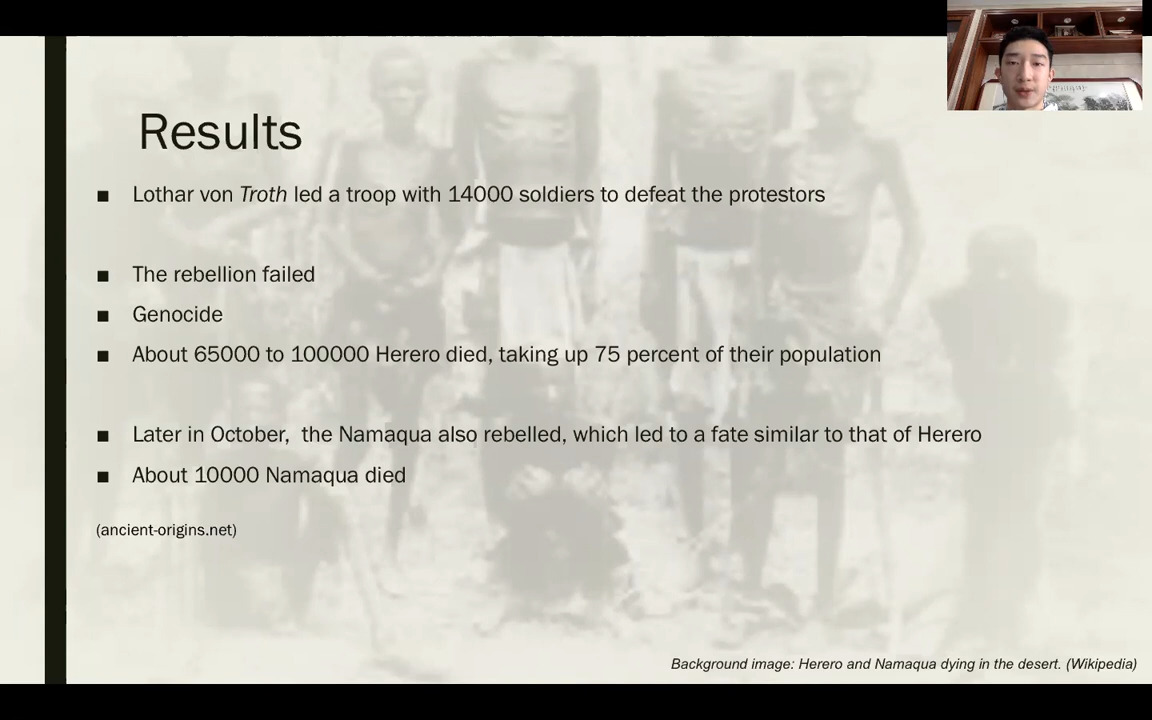 Results
■ Lothar von Troth led a troop with 14000 soldiers to defeat the protestors
■ The rebellion failed
■ Genocide
■ About 65000 to 100000 Herero died, taking up 75 percent of their population
■ Later in October,  the Namaqua also rebelled, which led to a fate similar to that of Herero
■ About 10000 Namaqua died
(ancient-origins.net)
Background image: Herero and Namaqua dying in the desert. (Wikipedia)